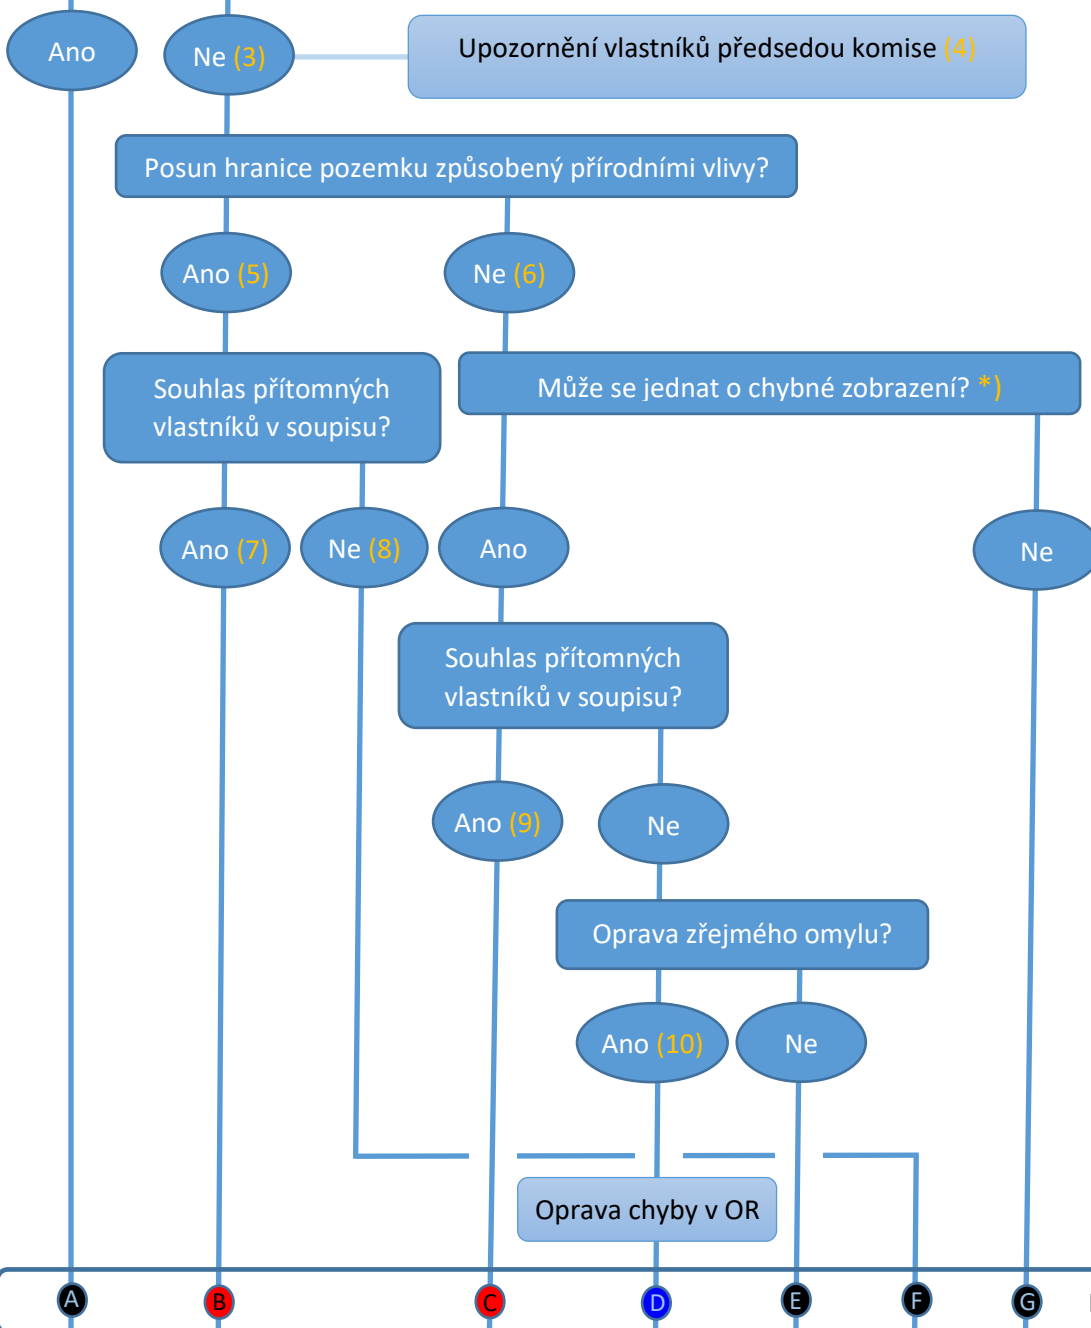 Ano
Ne (3)
Upozornění vlastníků předsedou komise (4)
Posun hranice pozemku způsobený přírodními vlivy?
Ano (5)
Ne (6)
Souhlas přítomných
vlastníků v soupisu?
Může se jednat o chybné zobrazení? *)
Ano (7)
Ne (8)
Ano
Ne
Souhlas přítomných
vlastníků v soupisu?
Ano (9)
Ne
Oprava zřejmého omylu?
Ano (10)
Ne
Oprava chyby v OR
A
B
C
D
E
F
G